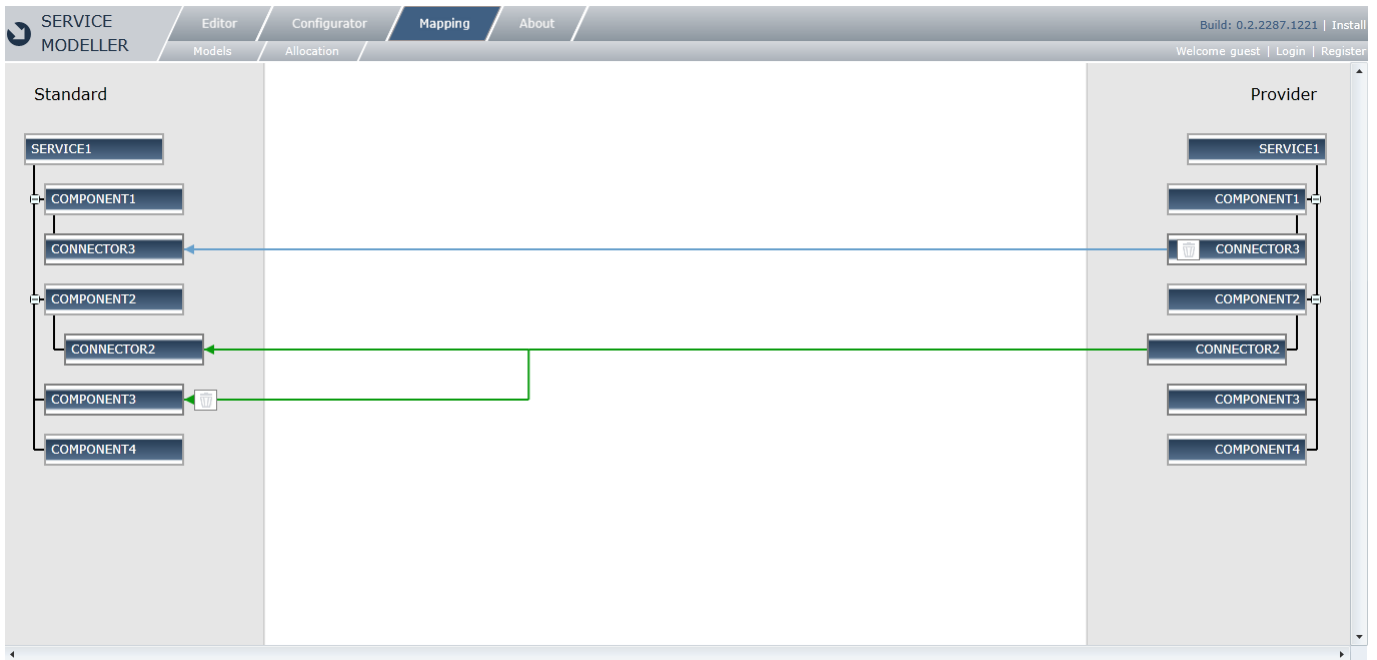 SERVICE
MODELLER
Editor
Configurator
Mapping
About
Build: 0.2.2287.1221 | Install
Models
Allocation
Welcome guest | Login | Register
Standard
Provider
SERVICE1
SERVICE1
COMPONENT1
COMPONENT1
CONNECTOR3
CONNECTOR3
COMPONENT2
COMPONENT2
CONNECTOR2
CONNECTOR2
COMPONENT3
COMPONENT3
COMPONENT4
COMPONENT4